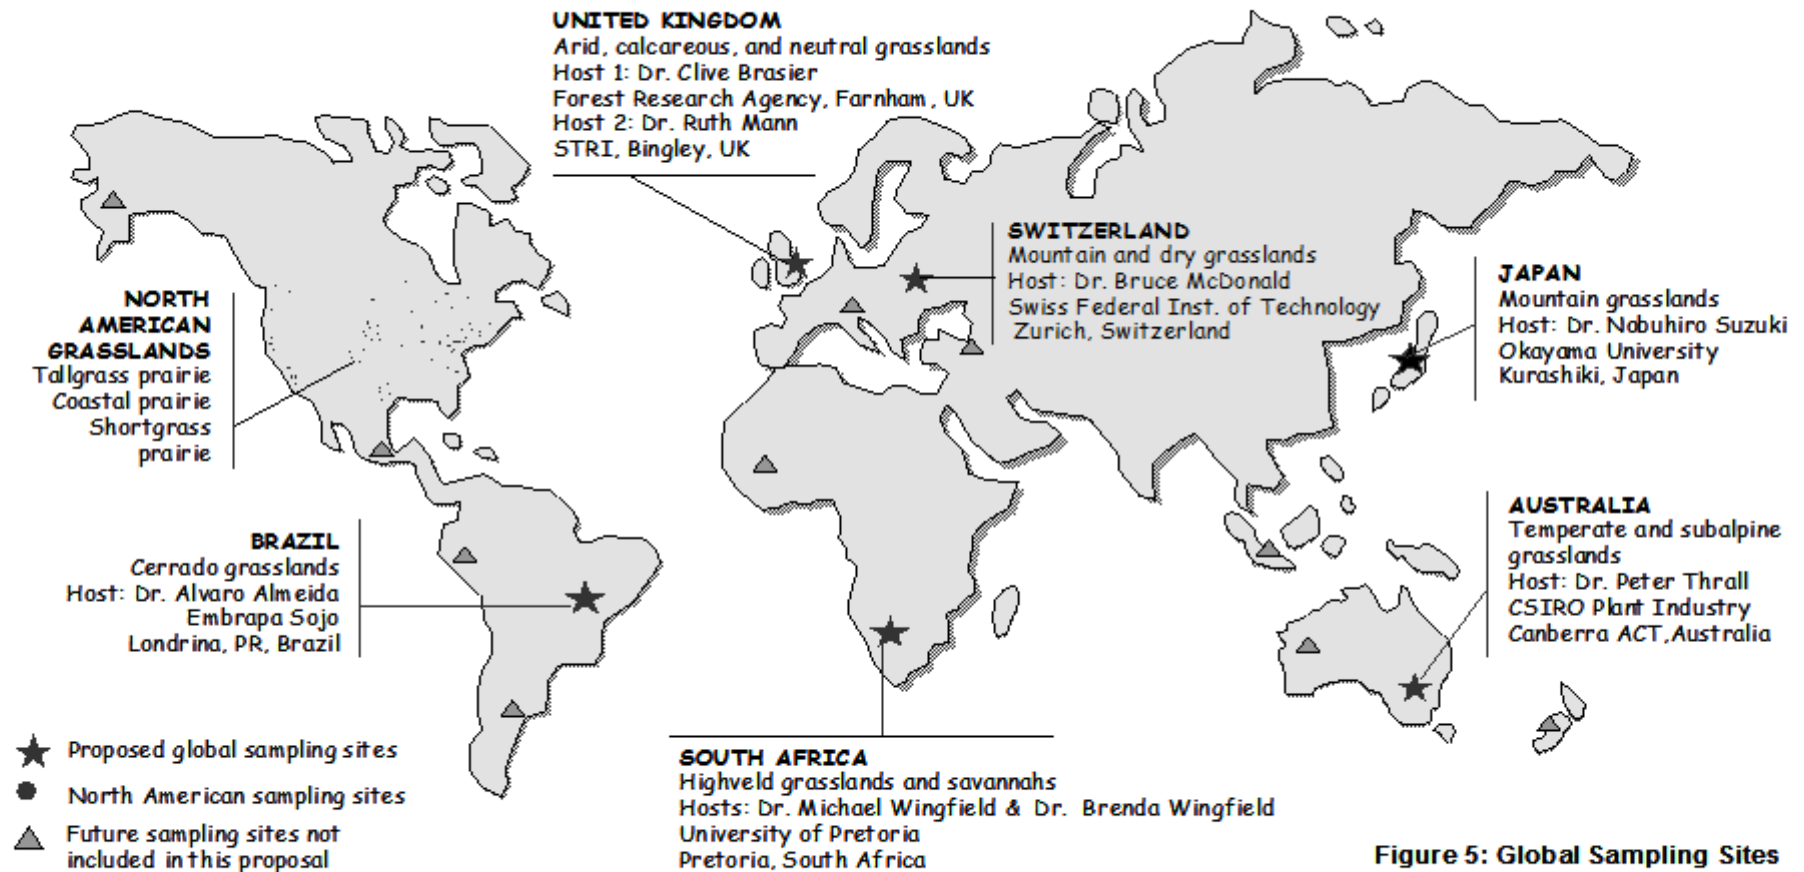 UNITED KINGDOM
Arid, calcareous, and neutral grasslands
Host 1: Dr. Clive Brasier
Forest Research Agency, Farnham, UK
Host 2: Dr. Ruth Mann
STRI, Bingley, UK
SWITZERLAND
Mountain and dry grasslands
Host: Dr. Bruce McDonald
Swiss Federal Inst. of Technology
Zurich, Switzerland
JAPAN
Mountain grasslands
Host: Dr. Nobuhiro Suzuki
Okayama University
Kurashiki, Japan
NORTH
AMERICAN
GRASSLANDS
Tallgrass prairie
Coastal prairie
Shortgrass
prairie
BRAZIL
Cerrado grasslands
Host: Dr. Alvaro Almeida
Embrapa Sojo
Londrina, PR, Brazil
AUSTRALIA
Temperate and subalpine
grasslands
Host: Dr. Peter Thrall
CSIRO Plant Industry
Canberra ACT,Australia
SOUTH AFRICA
Highveld grasslands and savannahs
Hosts: Dr. Michael Wingfield & Dr. Brenda Wingfield
University of Pretoria
Pretoria, South Africa
Proposed global sampling sites
North American sampling sites
Future sampling sites not
included in this proposal
Figure 5: Global Sampling Sites